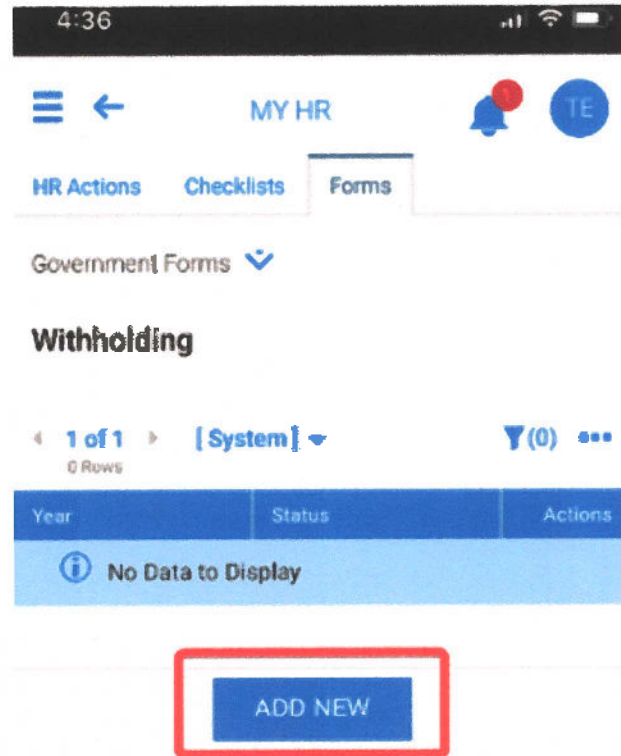 4:36
MY HR
1
TE
HR Actions Checklists Forms
Government Forms
Withholding
1 of 1 [System] (0)
0 Rows
Year Status Actions
No Data to Display
ADD NEW